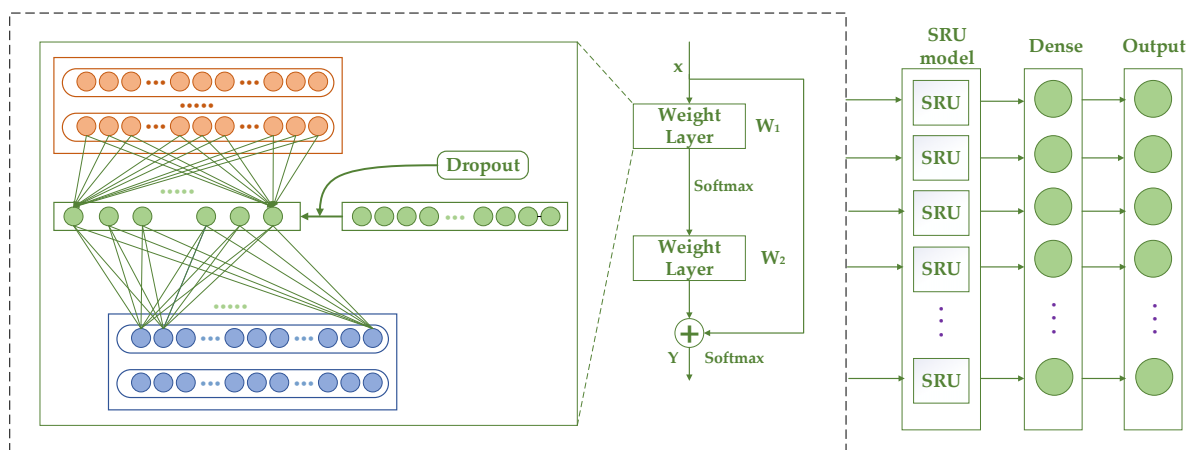 Dropout
x
Weight
Layer
W₁
Softmax
Weight
Layer
W₂
Y
Softmax
SRU
model
SRU
SRU
SRU
SRU
SRU
Dense
Output